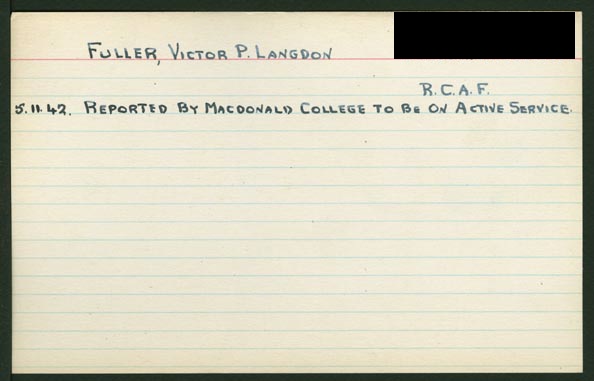 FULLER, VICTOR P. LANGDON
R.C.A.F.
5.11.42. REPORTED BY MACDONALD COLLEGE TO BE ON ACTIVE SERVICE.